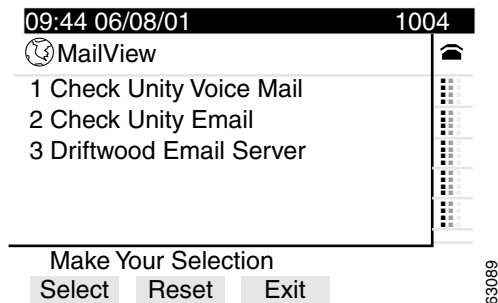 09:44 06/08/01 1004
MailView
1 Check Unity Voice Mail
2 Check Unity Email
3 Driftwood Email Server
Make Your Selection
Select Reset Exit
63089